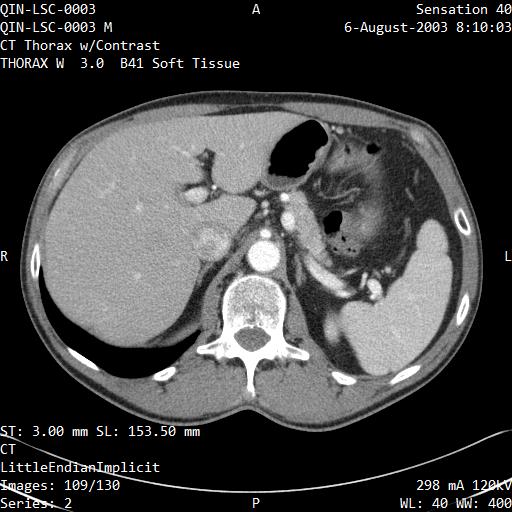 QIN-LSC-0003 A Sensation 40
QIN-LSC-0003 M 6-August-2003 8:10:03
CT Thorax w/Contrast
THORAX W 3.0 B41 Soft Tissue
R L
ST: 3.00 mm SL: 153.50 mm
CT
LittleEndianImplicit
Images: 109/130 298 mA 120kV
Series: 2 P WL: 40 WW: 400